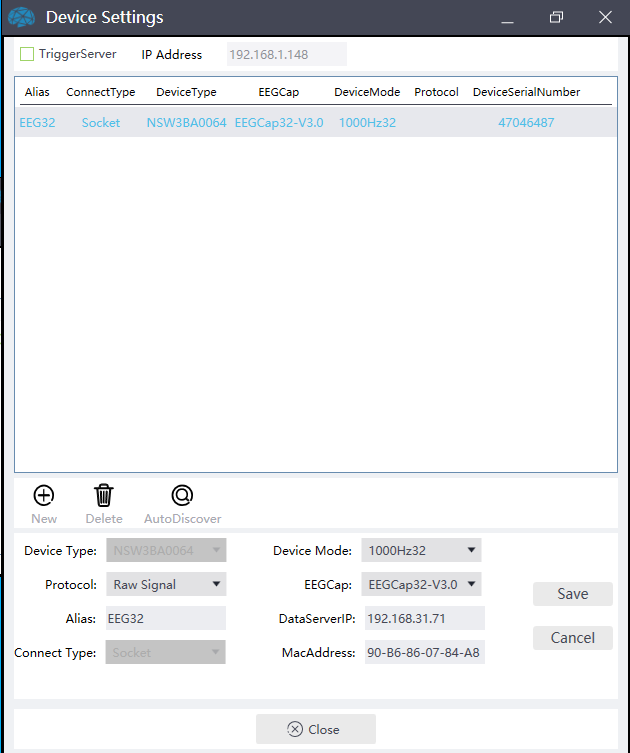 Device Settings
TriggerServer IP Address 192.168.1.148
Alias ConnectType DeviceType EEGCap DeviceMode Protocol DeviceSerialNumber
EEG32 Socket NSW3BA0064 EEGCap32-V3.0 1000Hz32 47046487
New Delete AutoDiscover
Device Type: NSW3BA0064 Device Mode: 1000Hz32
Protocol: Raw Signal EEGCap: EEGCap32-V3.0
Save
Alias: EEG32 DataServerIP: 192.168.31.71
Cancel
Connect Type: Socket MacAddress: 90-B6-86-07-84-A8
Close